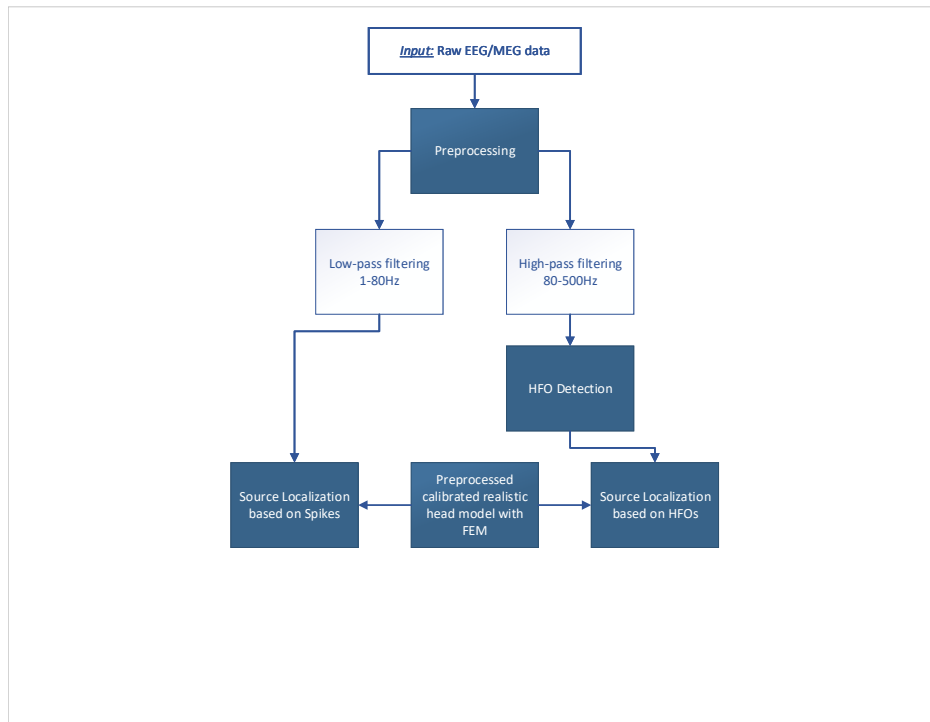 Input: Raw EEG/MEG data
Preprocessing
Low-pass filtering
1-80Hz
High-pass filtering
80-500Hz
HFO Detection
Source Localization
based on Spikes
Preprocessed
calibrated realistic
head model with
FEM
Source Localization
based on HFOs